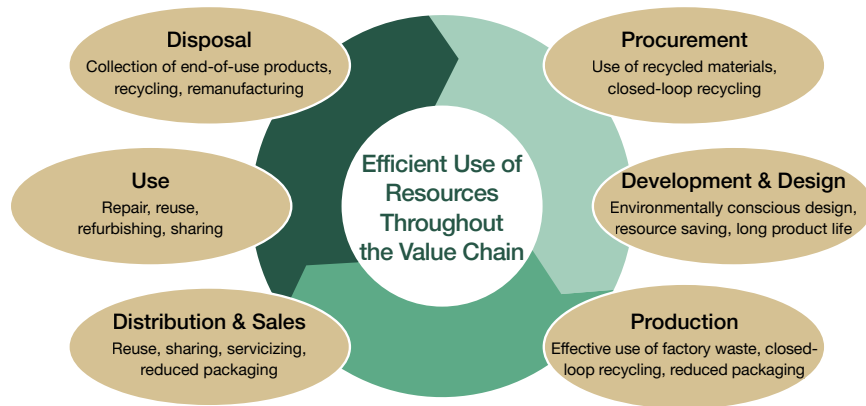 Disposal
Collection of end-of-use products,
recycling, remanufacturing
Procurement
Use of recycled materials,
closed-loop recycling
Efficient Use of
Resources
Throughout
the Value Chain
Use
Repair, reuse,
refurbishing, sharing
Development & Design
Environmentally conscious design,
resource saving, long product life
Distribution & Sales
Reuse, sharing, servicizing,
reduced packaging
Production
Effective use of factory waste, closed-
loop recycling, reduced packaging